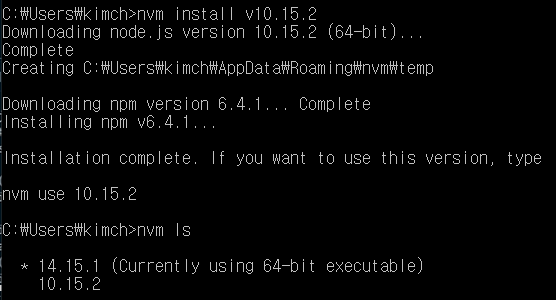 C:₩Users₩kimch>nvm install v10.15.2
Downloading node.js version 10.15.2 (64-bit)...
Complete
Creating C:₩Users₩kimch₩AppData₩Roaming₩nvm₩temp
Downloading npm version 6.4.1... Complete
Installing npm v6.4.1...
Installation complete. If you want to use this version, type
nvm use 10.15.2
C:₩Users₩kimch>nvm ls
* 14.15.1 (Currently using 64-bit executable)
10.15.2